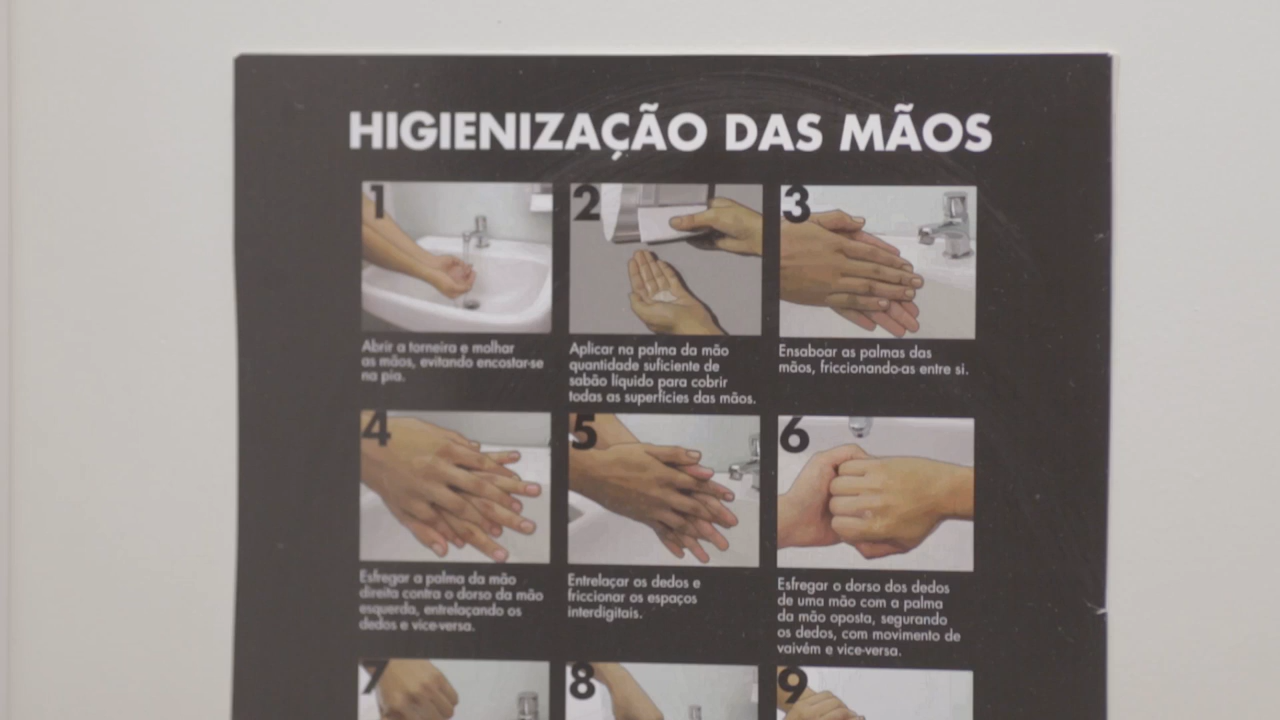 HIGIENIZAÇÃO DAS MÃOS
1
Abrir a torneira e molhar
as mãos, evitando encostar-se
na pia.
2
Aplicar na palma da mão
quantidade suficiente de
sabão líquido para cobrir
todas as superfícies das mãos.
3
Ensaboar as palmas das
mãos, friccionando-as entre si.
4
Esfregar a palma da mão
direita contra o dorso da mão
esquerda, entrelaçando os
dedos e vice-versa.
5
Entrelaçar os dedos e
friccionar os espaços
interdigitais.
6
Esfregar o dorso dos dedos
de uma mão com a palma
da mão oposta, segurando
os dedos, com movimento de
vaivém e vice-versa.
7
8
9